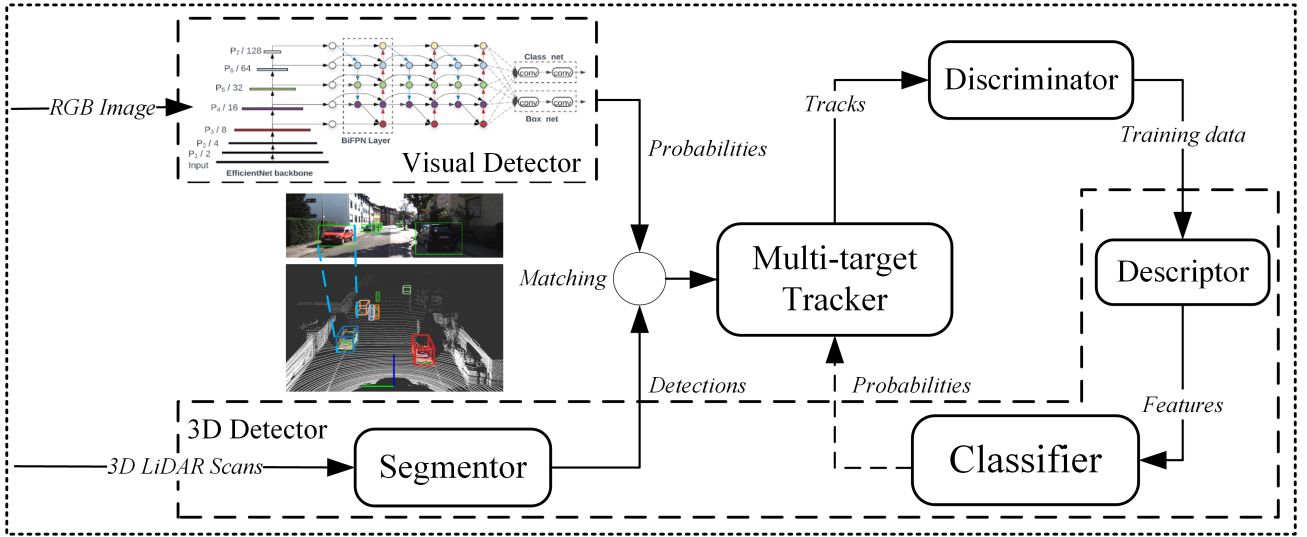 P7 / 128
P6 / 64
P5 / 32
P4 / 16
P3 / 8
P2 / 4
P1 / 2
Input
EfficientNet backbone
BiFPN Layer
Class net
conv
conv
conv
conv
Box net
Visual Detector
RGB Image
Probabilities
Tracks
Discriminator
Training data
Matching
Multi-target
Tracker
Descriptor
Detections
Probabilities
Features
3D Detector
3D LiDAR Scans
Segmentor
Classifier